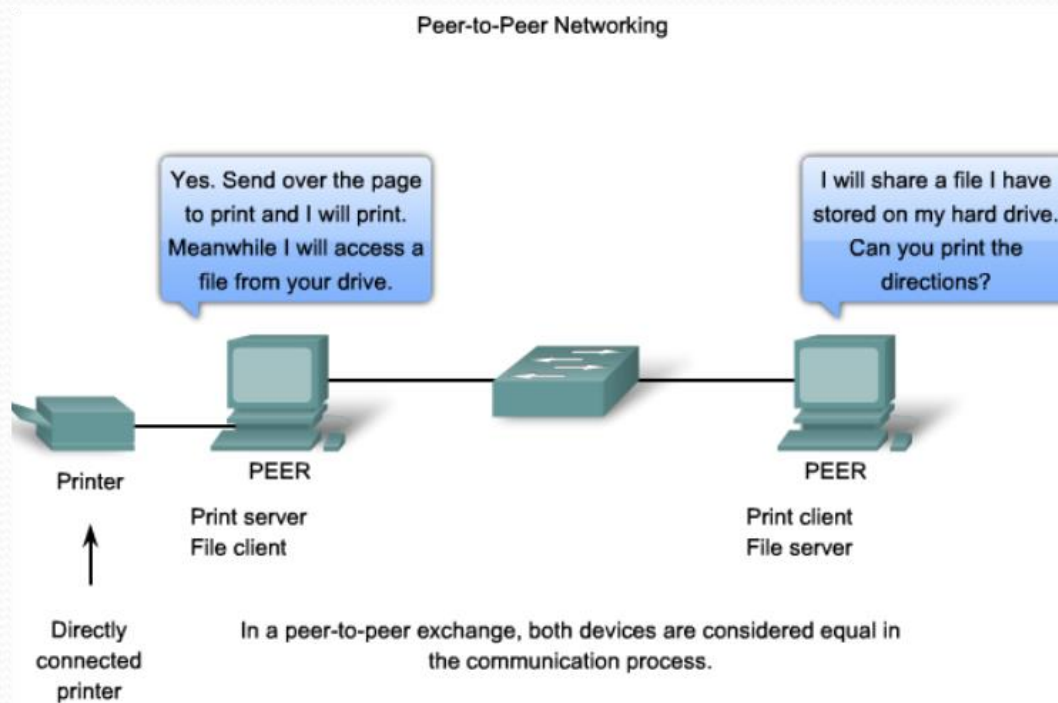 Peer-to-Peer Networking
Yes. Send over the page
to print and I will print.
Meanwhile I will access a
file from your drive.
I will share a file I have
stored on my hard drive.
Can you print the
directions?
Printer
PEER
PEER
Print server
File client
Print client
File server
Directly
connected
printer
In a peer-to-peer exchange, both devices are considered equal in
the communication process.